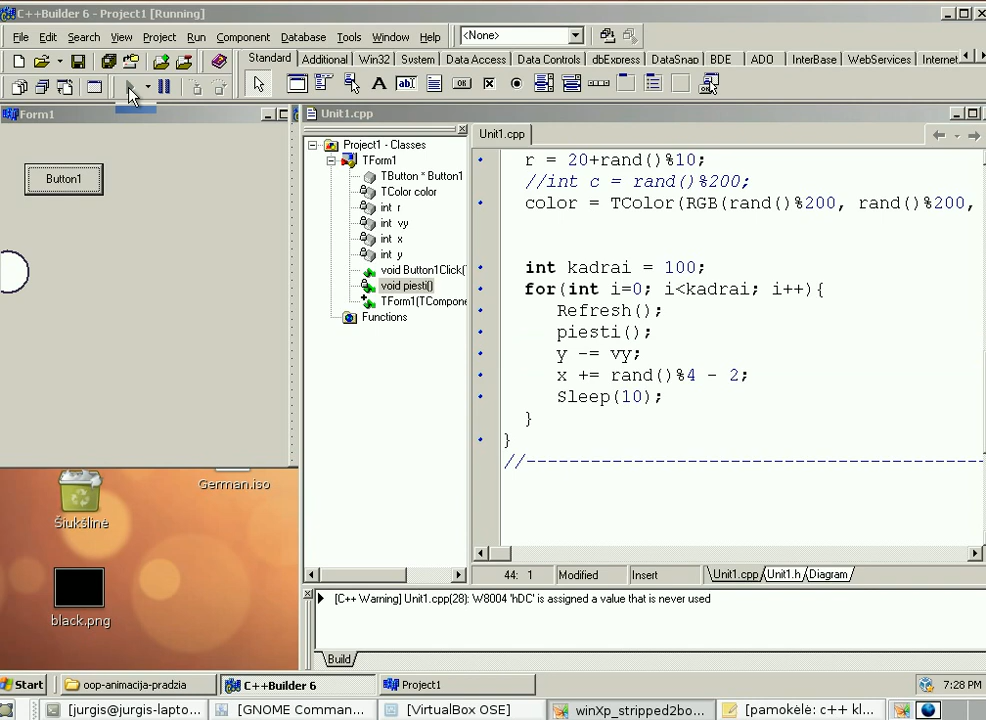 C++Builder 6 - Project1 [Running]
File Edit Search View Project Run Component Database Tools Window Help <None>
Standard Additional Win32 System Data Access Data Controls dbExpress DataSnap BDE ADO InterBase WebServices Internet
Form1
Button1
Unit1.cpp
Unit1.cpp
Project1 - Classes
TForm1
TButton * Button1
TColor color
int r
int vy
int x
int y
void Button1Click(
void piesti()
TForm1(TCompone
Functions
r = 20+rand()%10;
//int c = rand()%200;
color = TColor(RGB(rand()%200, rand()%200,
int kadrai = 100;
for(int i=0; i<kadrai; i++){
Refresh();
piesti();
y -= vy;
x += rand()%4 - 2;
Sleep(10);
}
}
//------------------------------------------
44: 1 Modified Insert Unit1.cpp Unit1.h Diagram
[C++ Warning] Unit1.cpp(28): W8004 'hDC' is assigned a value that is never used
Build
German.iso
Šiukšlinė
black.png
Start oop-animacija-pradzia C++Builder 6 Project1 7:28 PM
[jurgis@jurgis-lapto... [GNOME Comman... [VirtualBox OSE] winXp_stripped2bo... [pamokėlė: c++ kl...